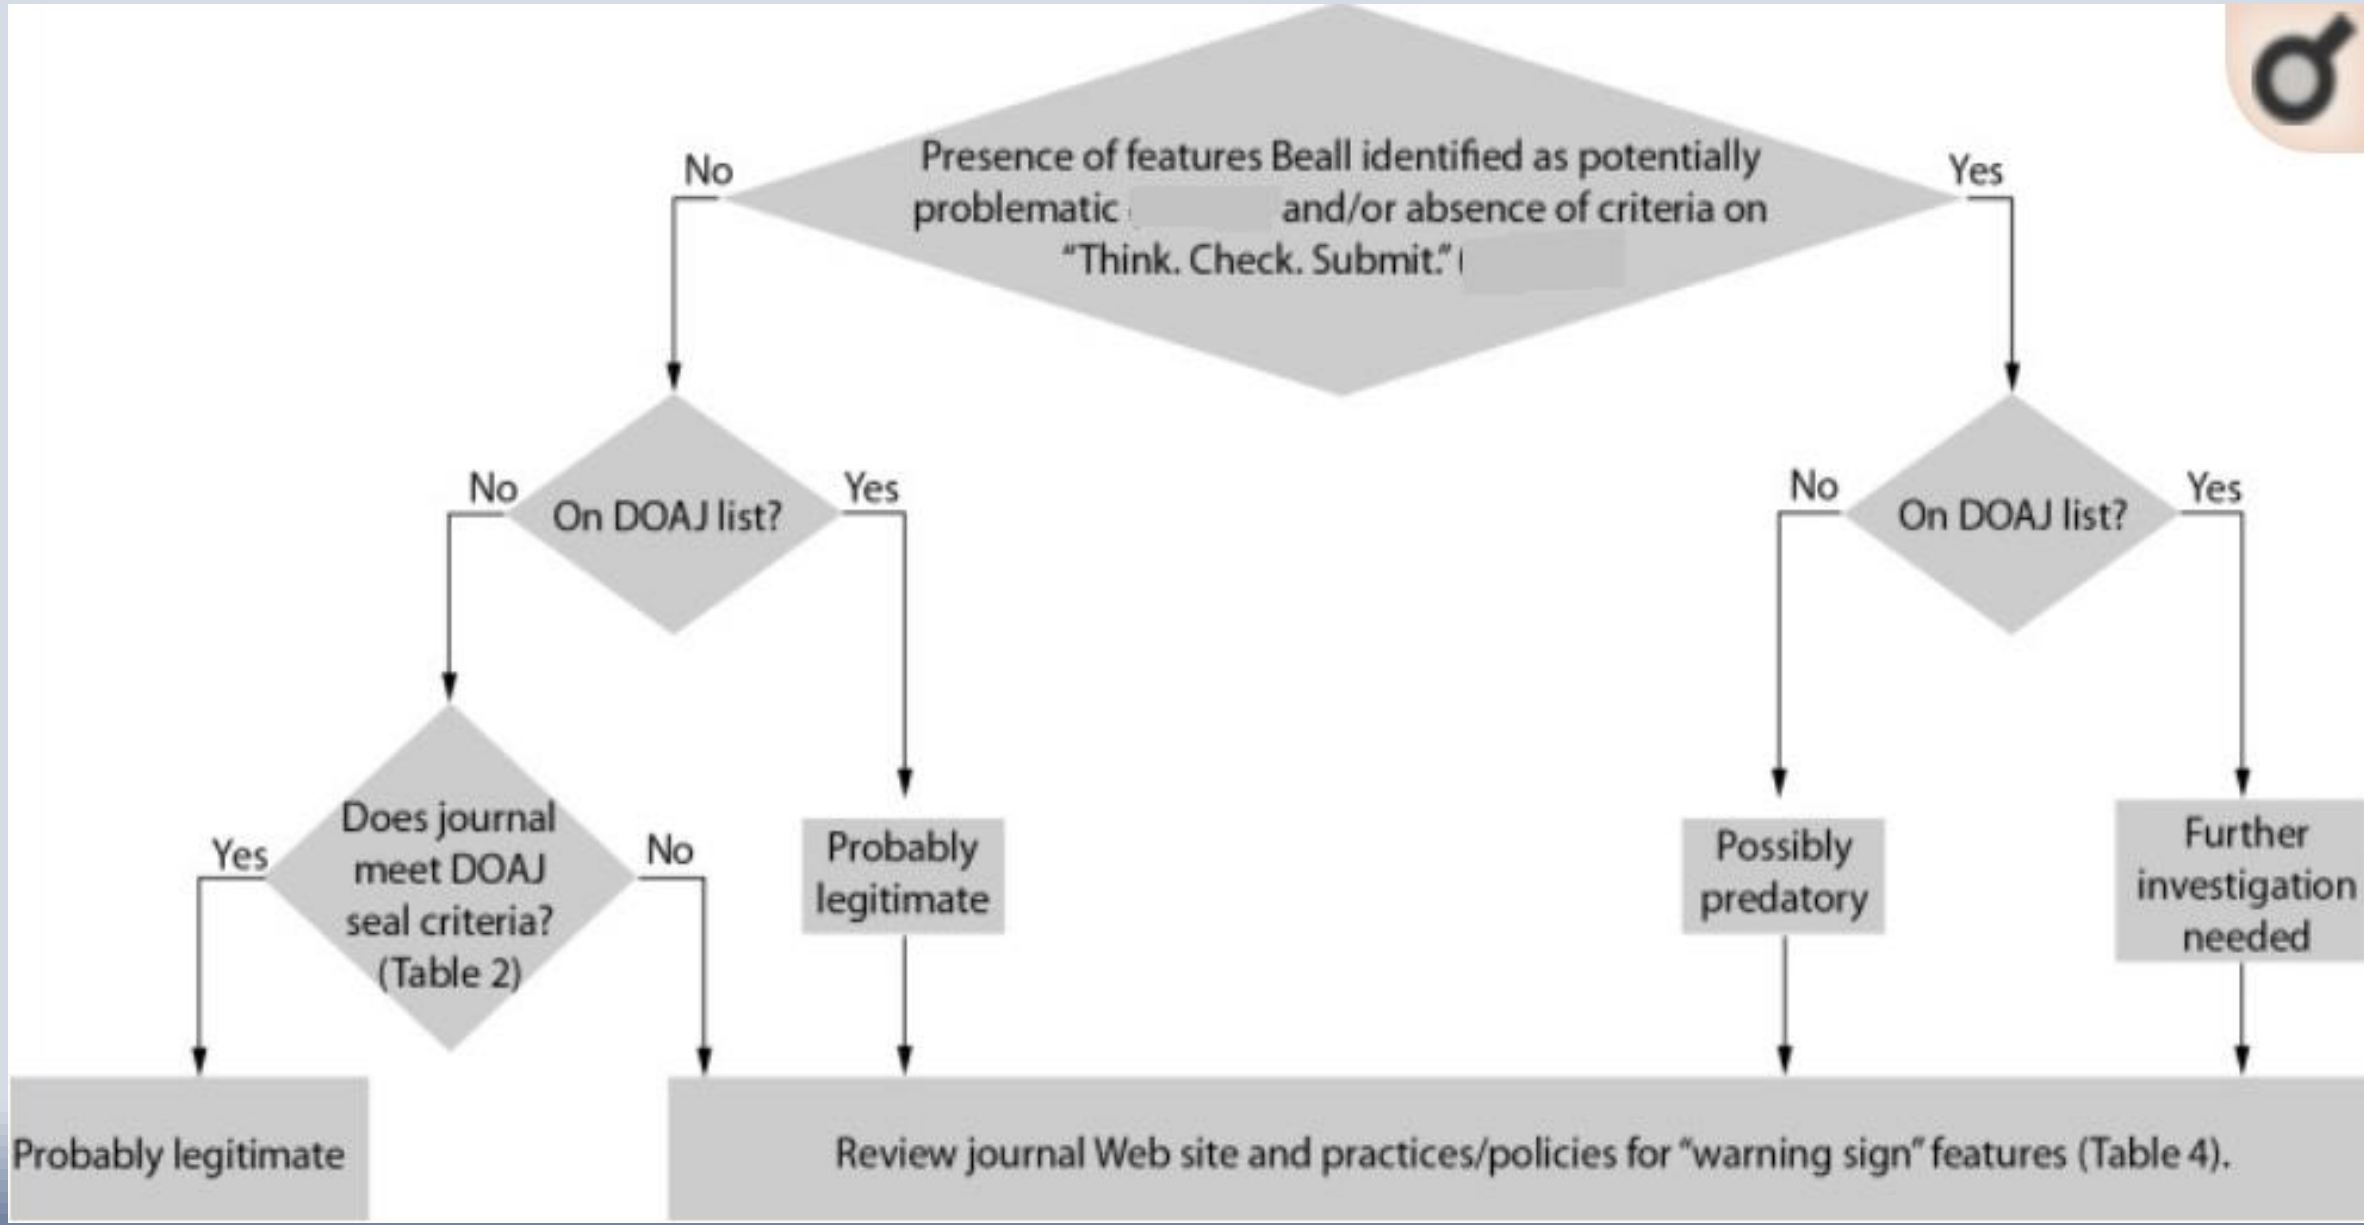 Presence of features Beall identified as potentially
problematic and/or absence of criteria on
“Think. Check. Submit.” (
No
Yes
On DOAJ list?
No
Yes
On DOAJ list?
No
Yes
Does journal
meet DOAJ
seal criteria?
(Table 2)
Yes
No
Probably
legitimate
Possibly
predatory
Further
investigation
needed
Probably legitimate
Review journal Web site and practices/policies for “warning sign” features (Table 4).